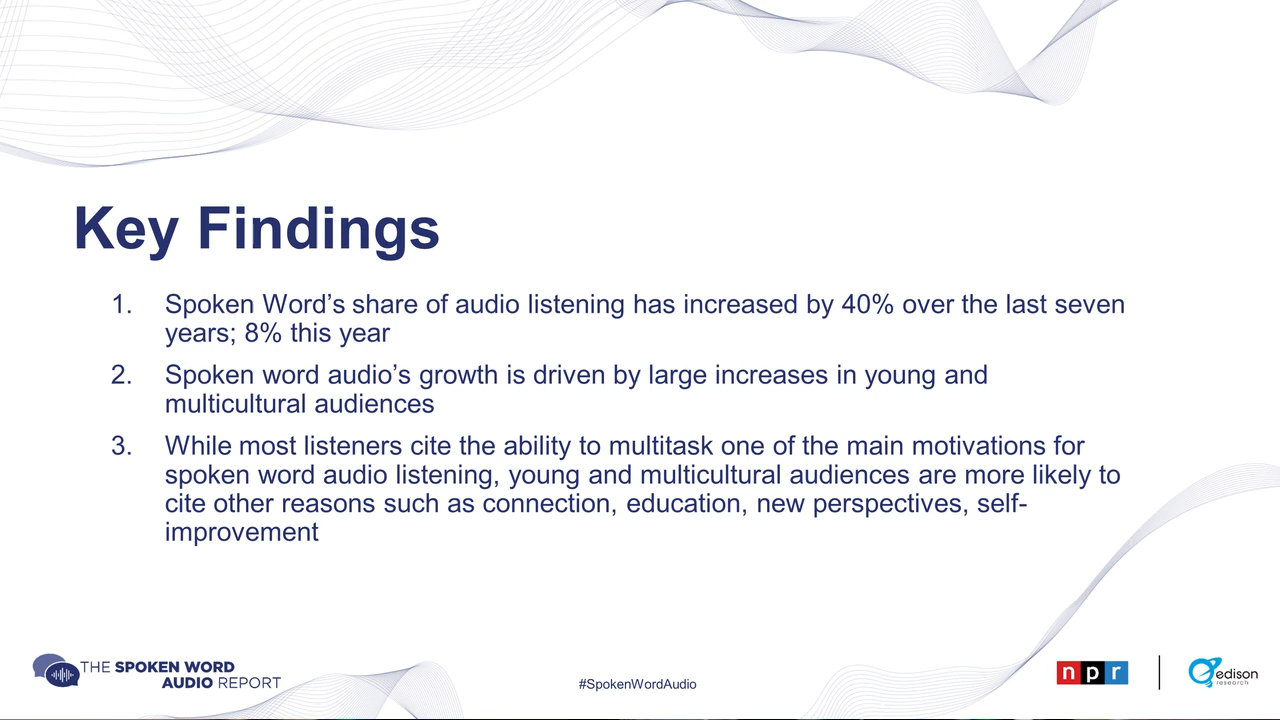 Key Findings
1. Spoken Word’s share of audio listening has increased by 40% over the last seven
years; 8% this year
2. Spoken word audio’s growth is driven by large increases in young and
multicultural audiences
3. While most listeners cite the ability to multitask one of the main motivations for
spoken word audio listening, young and multicultural audiences are more likely to
cite other reasons such as connection, education, new perspectives, self-
improvement
THE SPOKEN WORD
AUDIO REPORT
#SpokenWordAudio
npr
edison
research